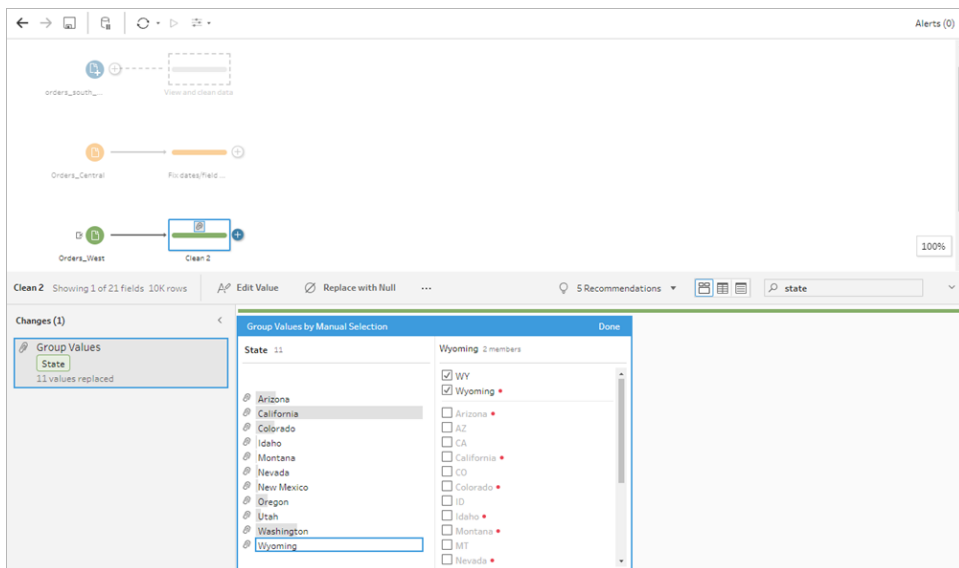 Alerts (0)
orders_south_...
View and clean data
Orders_Central
Fix dates/field ...
Orders_West
Clean 2
100%
Clean 2 Showing 1 of 21 fields 10K rows Edit Value Replace with Null ... 5 Recommendations state
Changes (1)
Group Values
State
11 values replaced
Group Values by Manual Selection Done
State 11
Arizona
California
Colorado
Idaho
Montana
Nevada
New Mexico
Oregon
Utah
Washington
Wyoming
Wyoming 2 members
WY
Wyoming
Arizona
AZ
CA
California
CO
Colorado
ID
Idaho
Montana
MT
Nevada